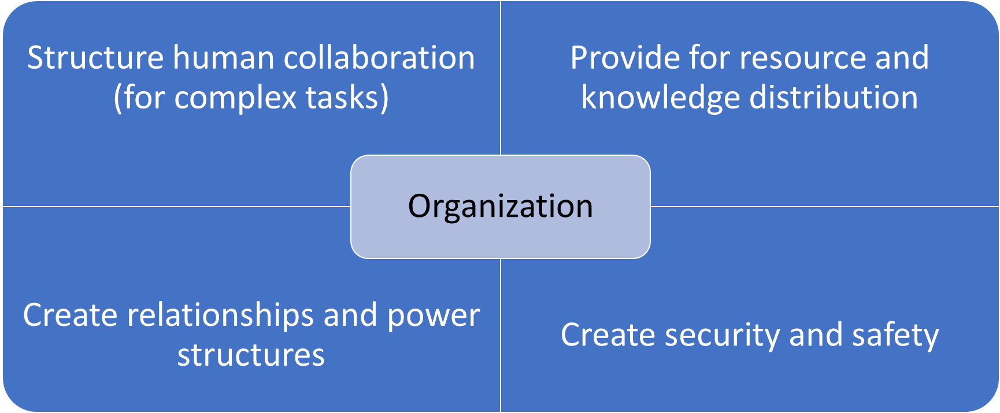 Structure human collaboration
(for complex tasks)
Provide for resource and
knowledge distribution
Organization
Create relationships and power
structures
Create security and safety